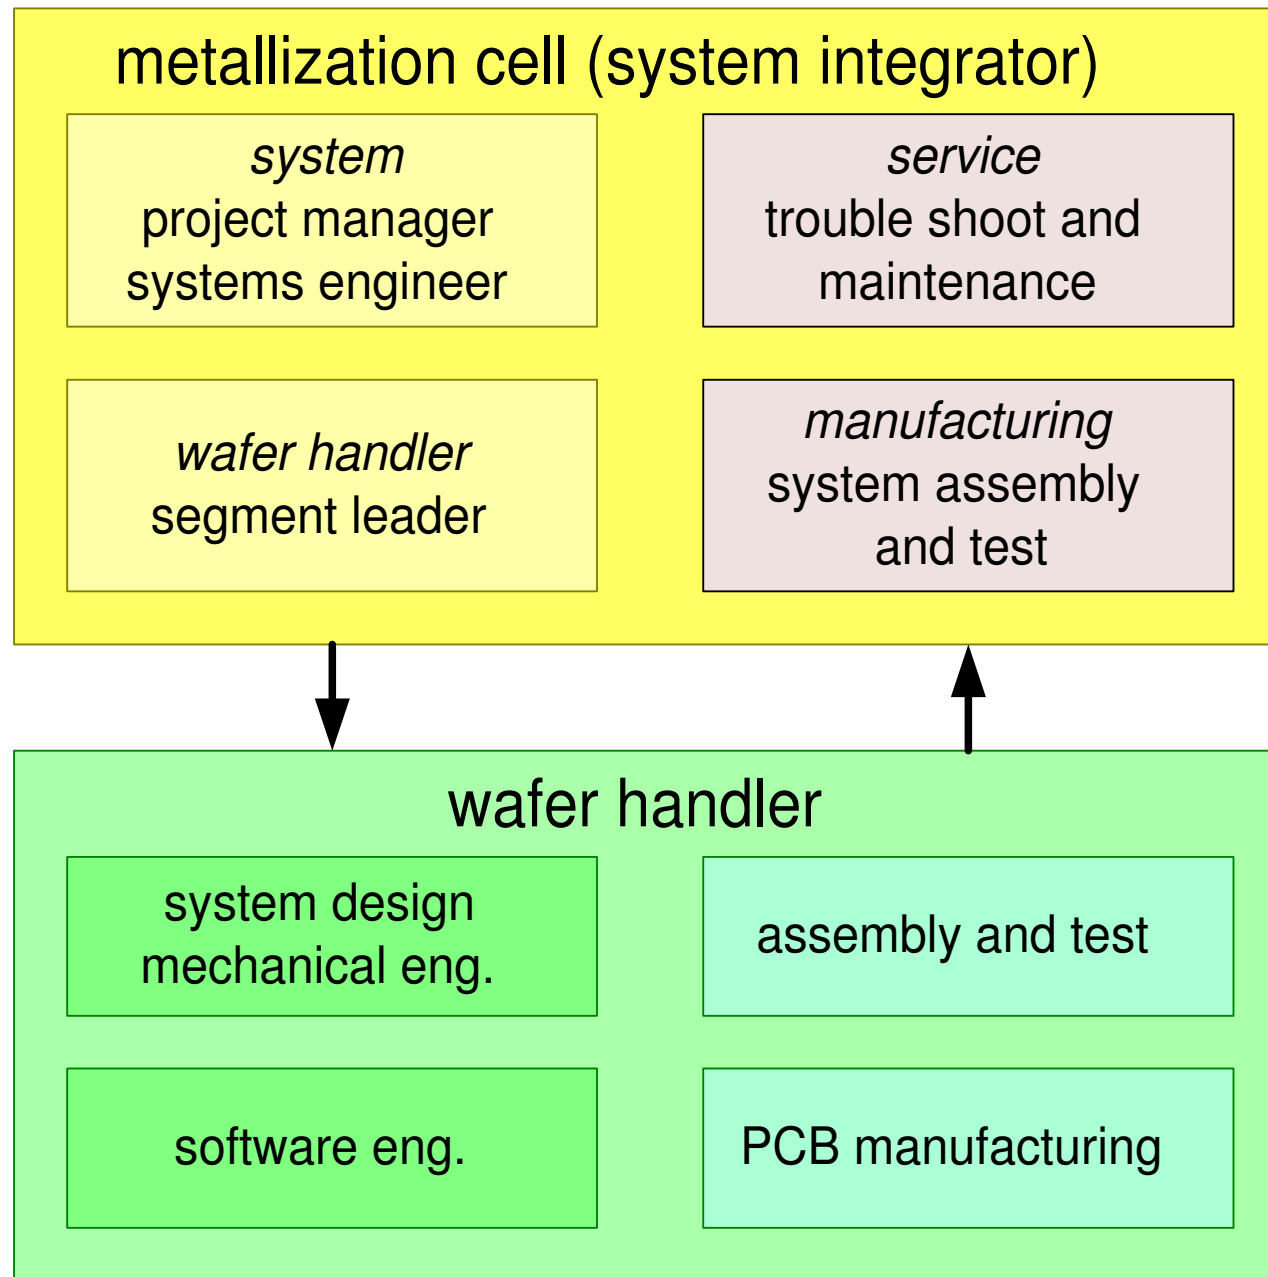 metallization cell (system integrator)
system
project manager
systems engineer
service
trouble shoot and
maintenance
wafer handler
segment leader
manufacturing
system assembly
and test
wafer handler
system design
mechanical eng.
assembly and test
software eng.
PCB manufacturing